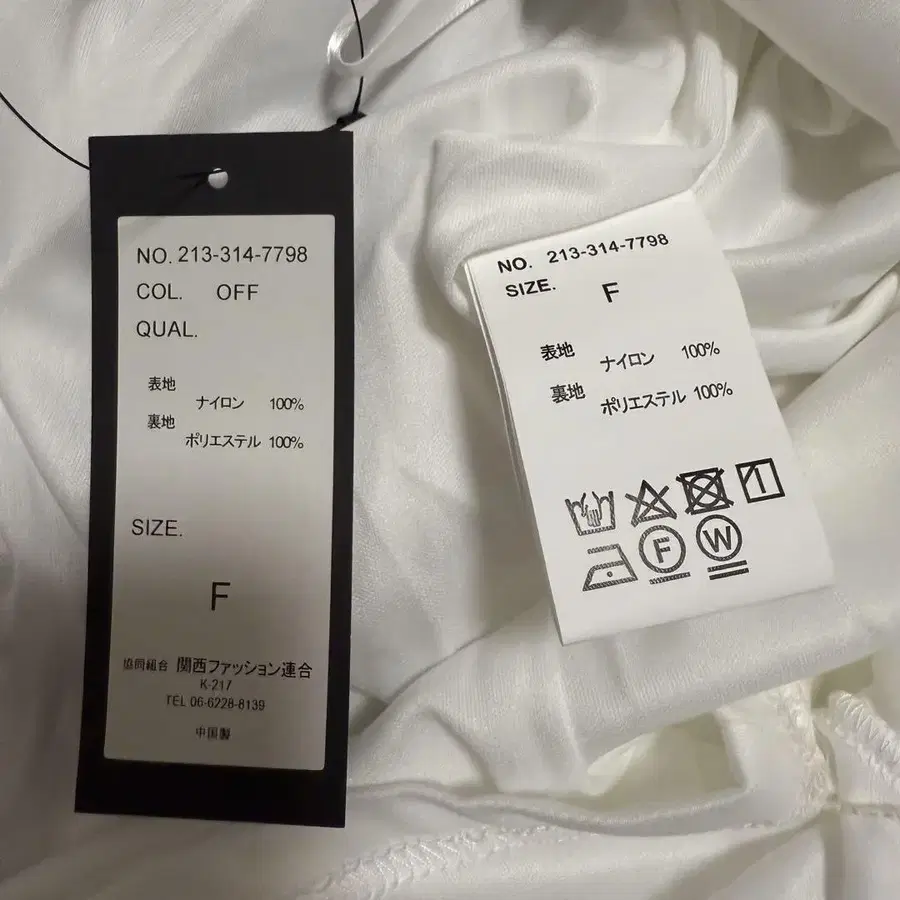 NO. 213-314-7798
COL. OFF
QUAL.
表地
ナイロン 100%
裏地
ポリエステル 100%
SIZE.
F
協同組合 関西ファッション連合
K-217
TEL 06-6228-8139
中国製
NO. 213-314-7798
SIZE. F
表地 ナイロン 100%
裏地 ポリエステル 100%
F W